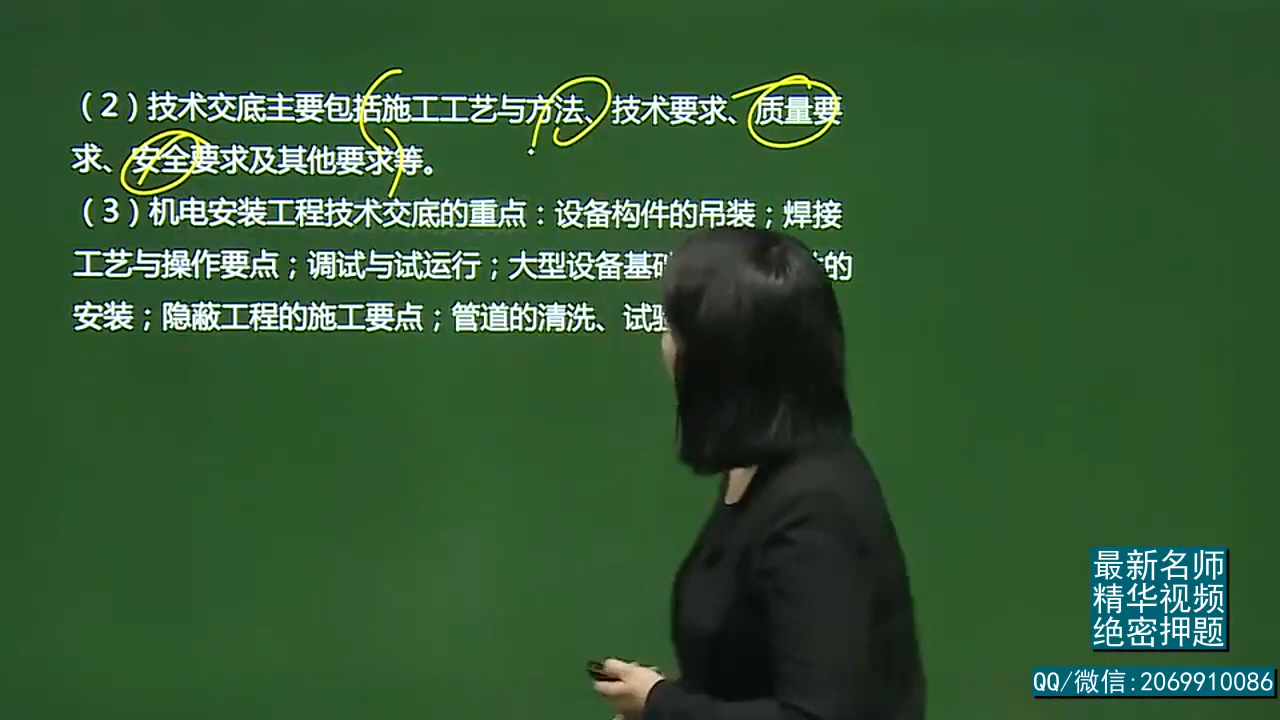 （2）技术交底主要包括施工工艺与方法、技术要求、质量要
求、安全要求及其他要求等。
（3）机电安装工程技术交底的重点：设备构件的吊装；焊接
工艺与操作要点；调试与试运行；大型设备基础 的
安装；隐蔽工程的施工要点；管道的清洗、试验
最新名师
精华视频
绝密押题
QQ/微信:2069910086